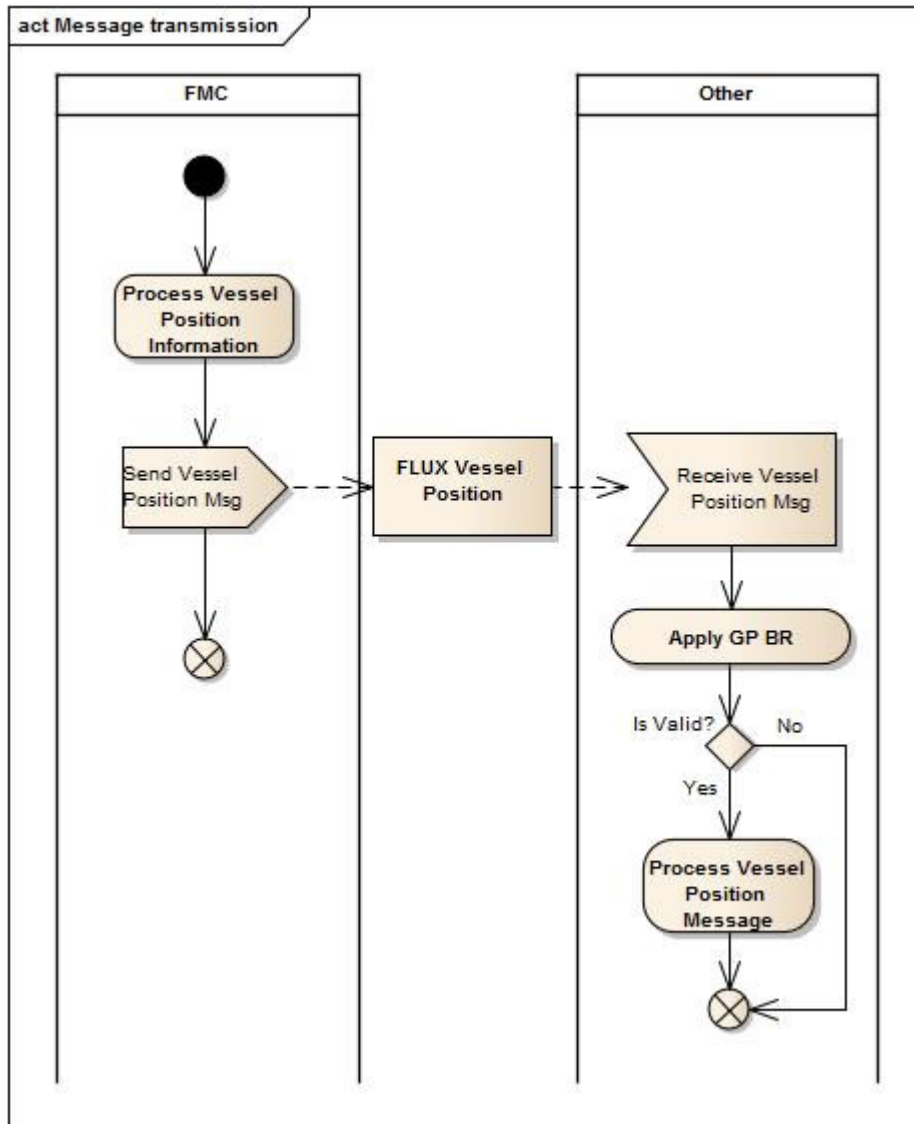 act Message transmission
FMC
Other
Process Vessel
Position
Information
Send Vessel
Position Msg
FLUX Vessel
Position
Receive Vessel
Position Msg
Apply GP BR
Is Valid?
No
Yes
Process Vessel
Position
Message